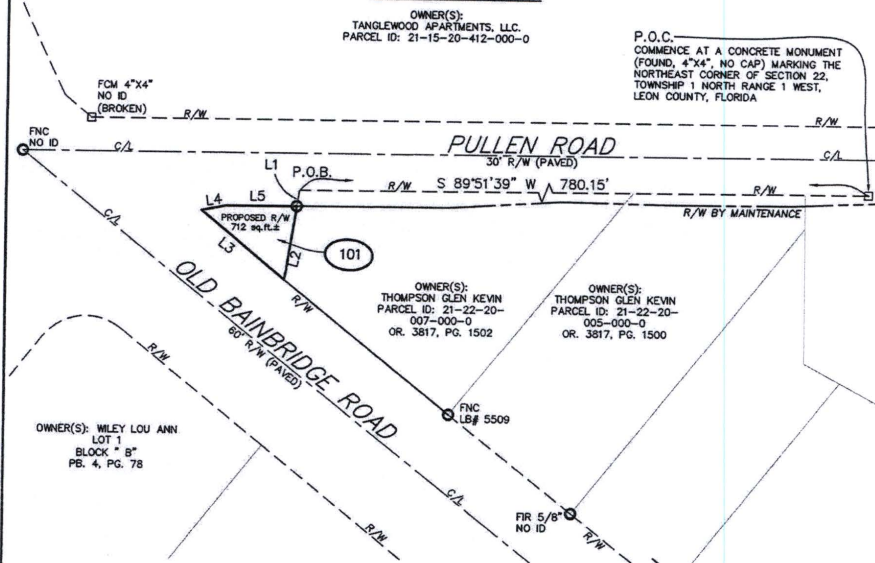 OWNER(S):
TANGLEWOOD APARTMENTS, LLC.
PARCEL ID: 21-15-20-412-000-0
P.O.C.
COMMENCE AT A CONCRETE MONUMENT
(FOUND, 4"X4", NO CAP) MARKING THE
NORTHEAST CORNER OF SECTION 22,
TOWNSHIP 1 NORTH RANGE 1 WEST,
LEON COUNTY, FLORIDA
FCM 4"X4"
NO ID
(BROKEN)
R/W
R/W
FNC
NO ID
C/L
PULLEN ROAD
30' R/W (PAVED)
C/L
L1
P.O.B.
R/W
S 89°51'39" W 780.15'
R/W
L4
L5
R/W BY MAINTENANCE
PROPOSED R/W
712 sq.ft.±
L3
L2
101
C/L
R/W
OLD BAINBRIDGE ROAD
60' R/W (PAVED)
OWNER(S):
THOMPSON GLEN KEVIN
PARCEL ID: 21-22-20-
007-000-0
OR. 3817, PG. 1502
OWNER(S):
THOMPSON GLEN KEVIN
PARCEL ID: 21-22-20-
005-000-0
OR. 3817, PG. 1500
R/W
FNC
LB# 5509
OWNER(S): WILEY LOU ANN
LOT 1
BLOCK " B"
PB. 4, PG. 78
C/L
FIR 5/8"
NO ID
R/W
R/W